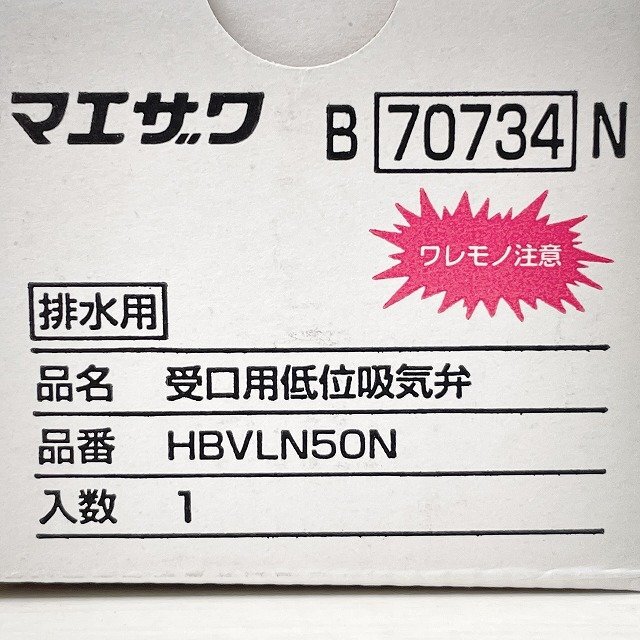 マエザワ B 70734 N
ワレモノ注意
排水用
品名 受口用低位吸気弁
品番 HBVLN50N
入数 1